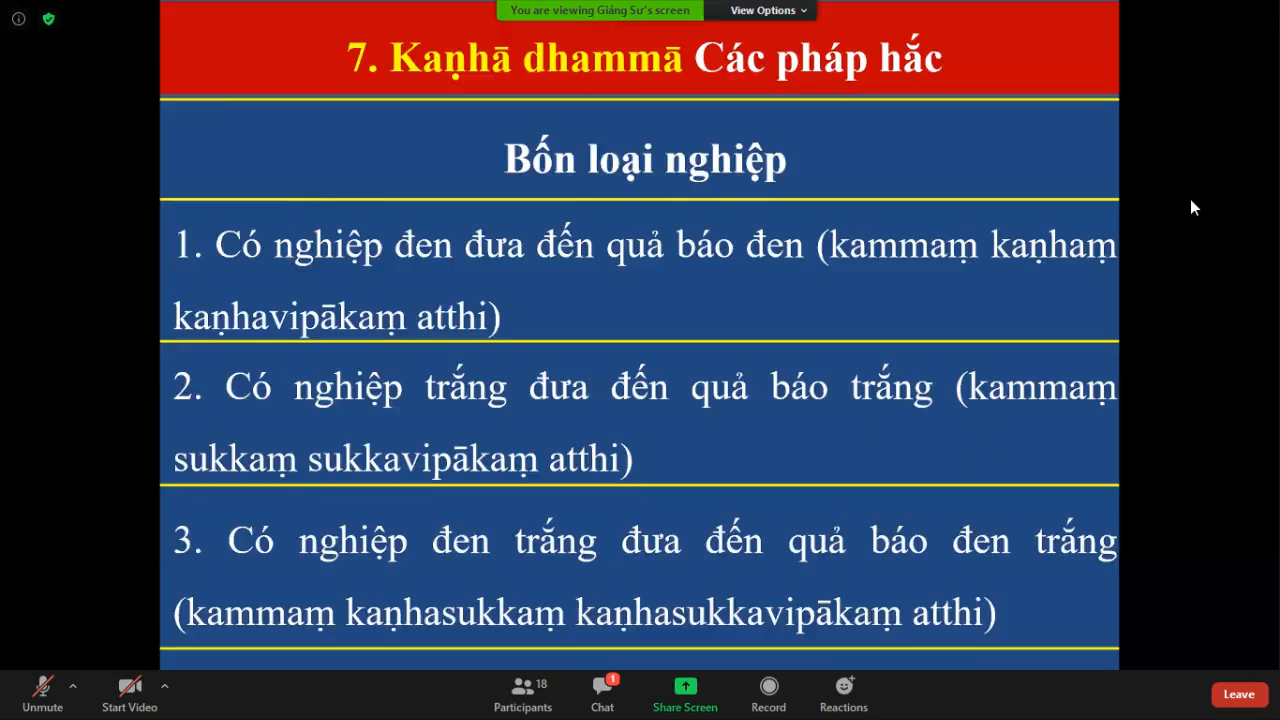 You are viewing Giảng Sư's screen View Options
7. Kaṇhā dhammā Các pháp hắc
Bốn loại nghiệp
1. Có nghiệp đen đưa đến quả báo đen (kammaṃ kaṇhaṃ
kaṇhavipākaṃ atthi)
2. Có nghiệp trắng đưa đến quả báo trắng (kammaṃ
sukkaṃ sukkavipākaṃ atthi)
3. Có nghiệp đen trắng đưa đến quả báo đen trắng
(kammaṃ kaṇhasukkaṃ kaṇhasukkavipākaṃ atthi)
18 1
Unmute Start Video Participants Chat Share Screen Record Reactions Leave